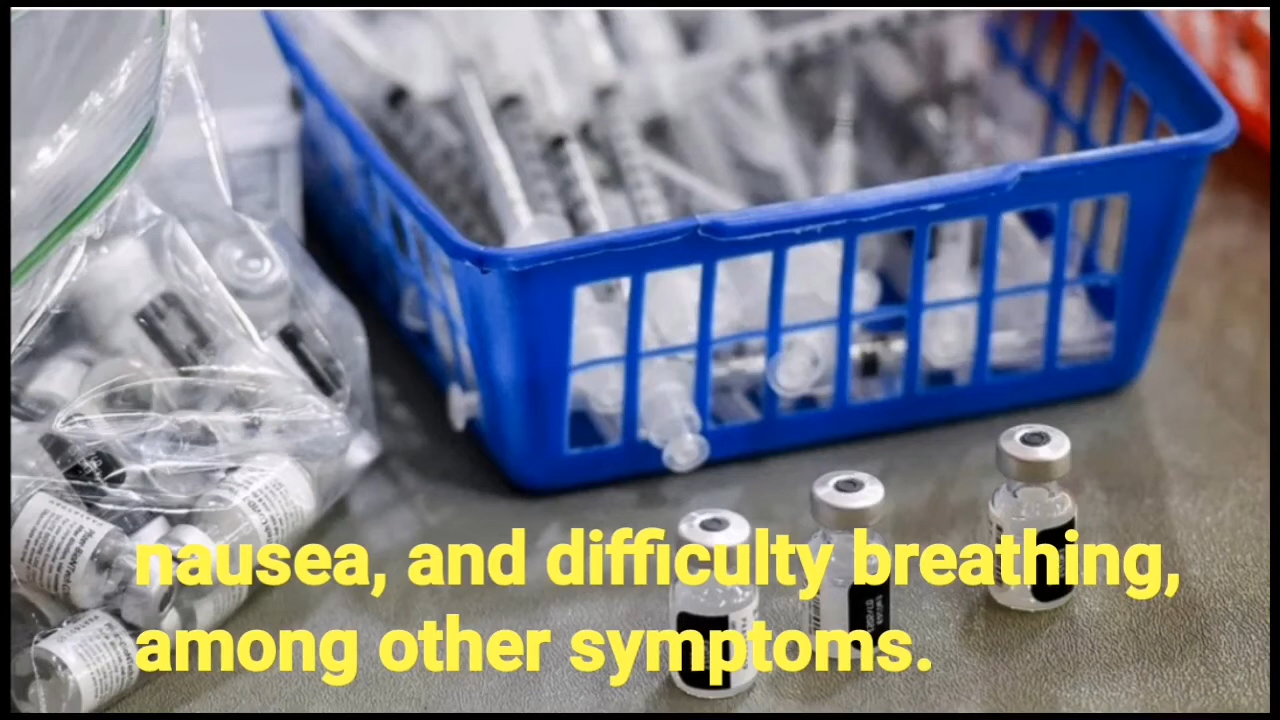 nausea, and difficulty breathing,
among other symptoms.